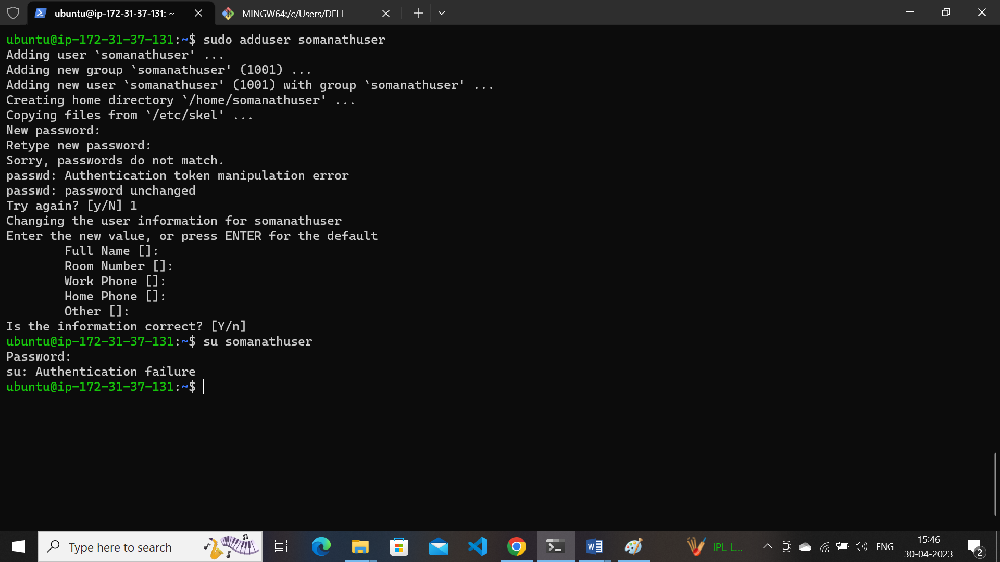 ubuntu@ip-172-31-37-131: ~
MINGW64:/c/Users/DELL
ubuntu@ip-172-31-37-131:~$ sudo adduser somanathuser
Adding user `somanathuser' ...
Adding new group `somanathuser' (1001) ...
Adding new user `somanathuser' (1001) with group `somanathuser' ...
Creating home directory `/home/somanathuser' ...
Copying files from `/etc/skel' ...
New password:
Retype new password:
Sorry, passwords do not match.
passwd: Authentication token manipulation error
passwd: password unchanged
Try again? [y/N] 1
Changing the user information for somanathuser
Enter the new value, or press ENTER for the default
Full Name []:
Room Number []:
Work Phone []:
Home Phone []:
Other []:
Is the information correct? [Y/n]
ubuntu@ip-172-31-37-131:~$ su somanathuser
Password:
su: Authentication failure
ubuntu@ip-172-31-37-131:~$
Type here to search
W
IPL L...
ENG
15:46
30-04-2023
2